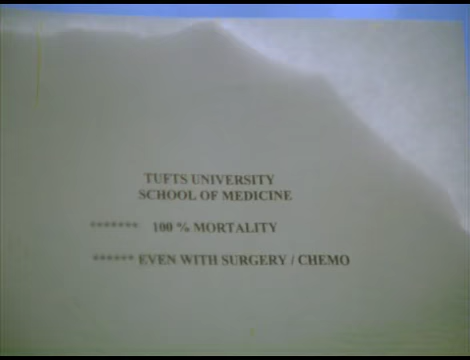 TUFTS UNIVERSITY
SCHOOL OF MEDICINE
******* 100 % MORTALITY
****** EVEN WITH SURGERY / CHEMO